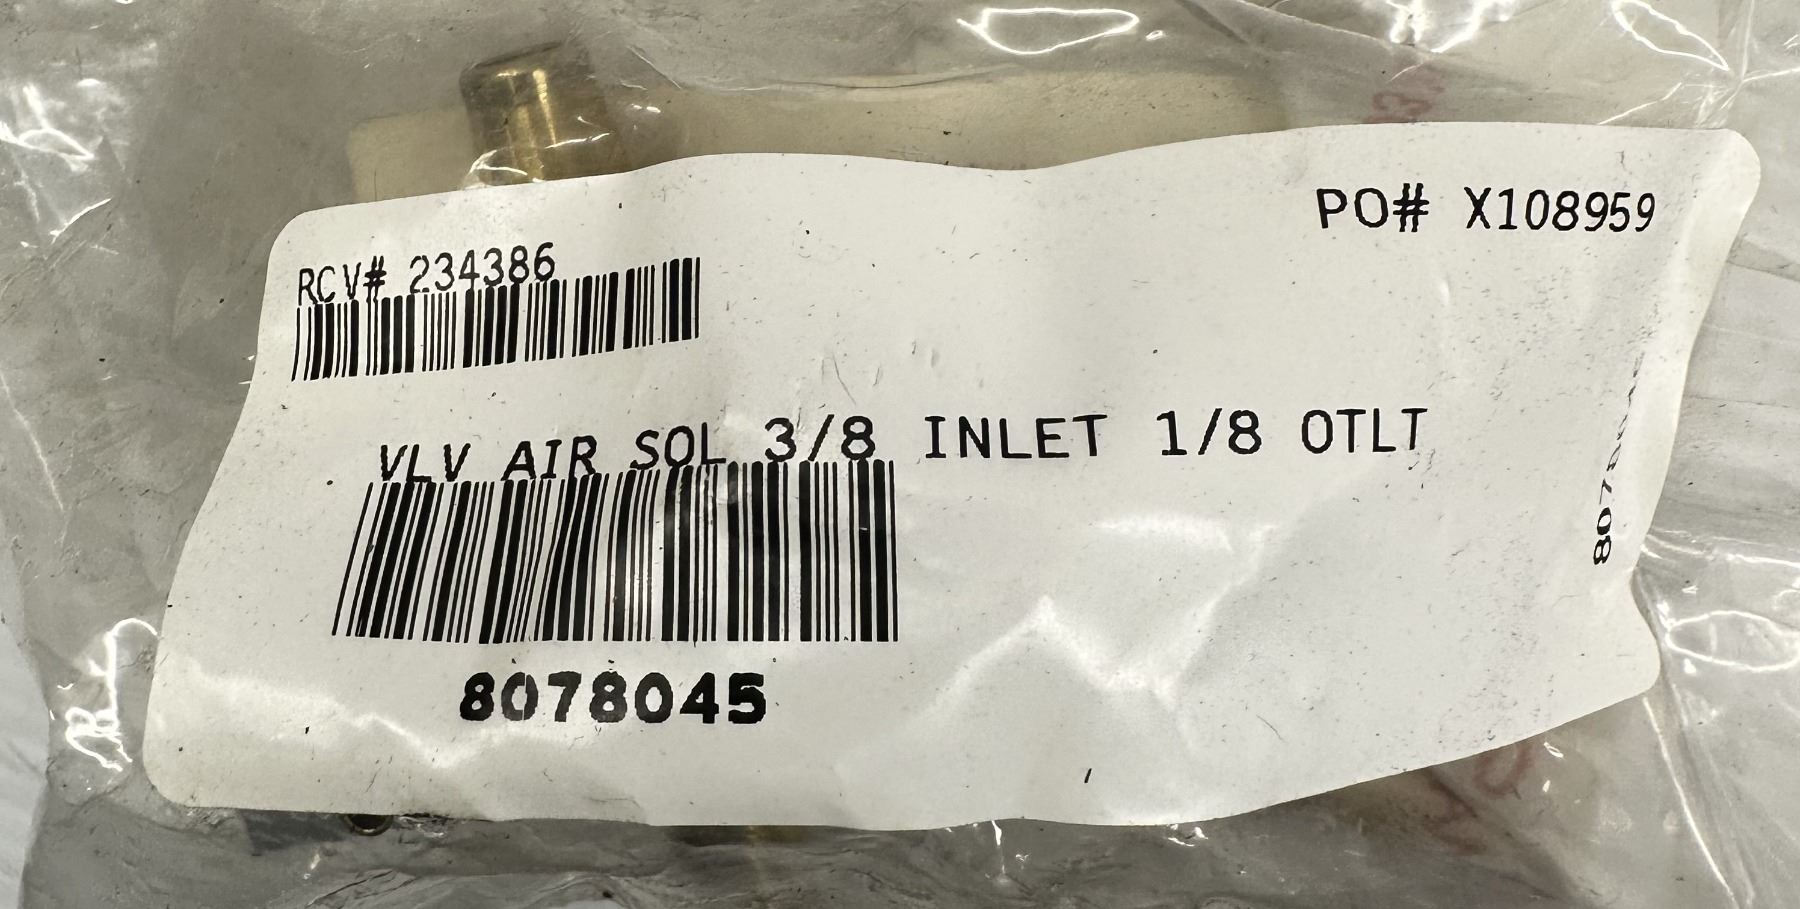 PO# X108959
RCV# 234386
VLV AIR SOL 3/8 INLET 1/8 OTLT
8078045